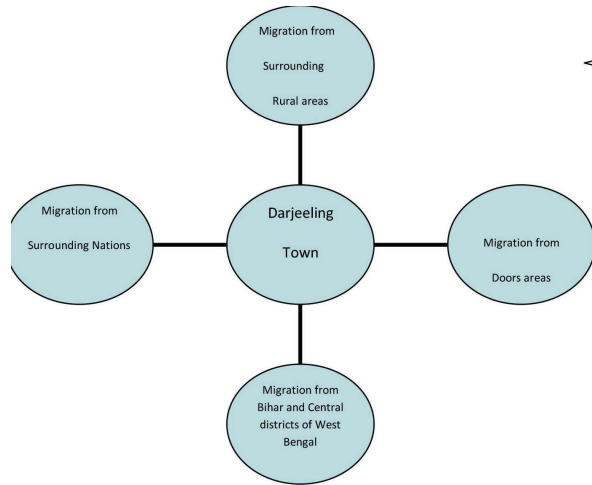 Migration from
Surrounding
Rural areas
Migration from
Surrounding Nations
Darjeeling
Town
Migration from
Doors areas
Migration from
Bihar and Central
districts of West
Bengal